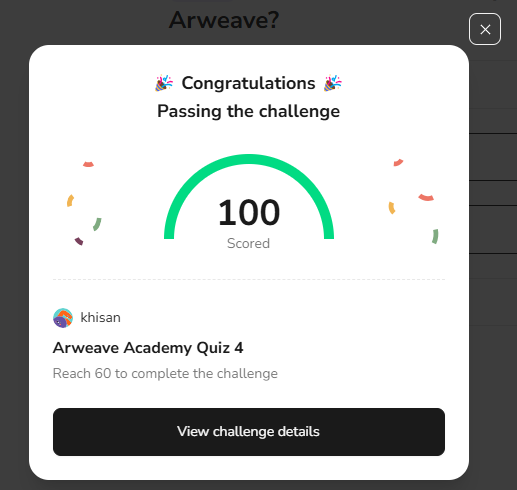 Arweave?
Congratulations
Passing the challenge
100
Scored
khisan
Arweave Academy Quiz 4
Reach 60 to complete the challenge
View challenge details